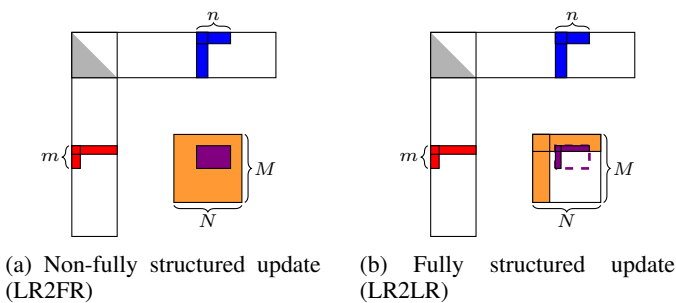 n
m
M
N
(a) Non-fully structured update
(LR2FR)
n
m
M
N
(b) Fully structured update
(LR2LR)